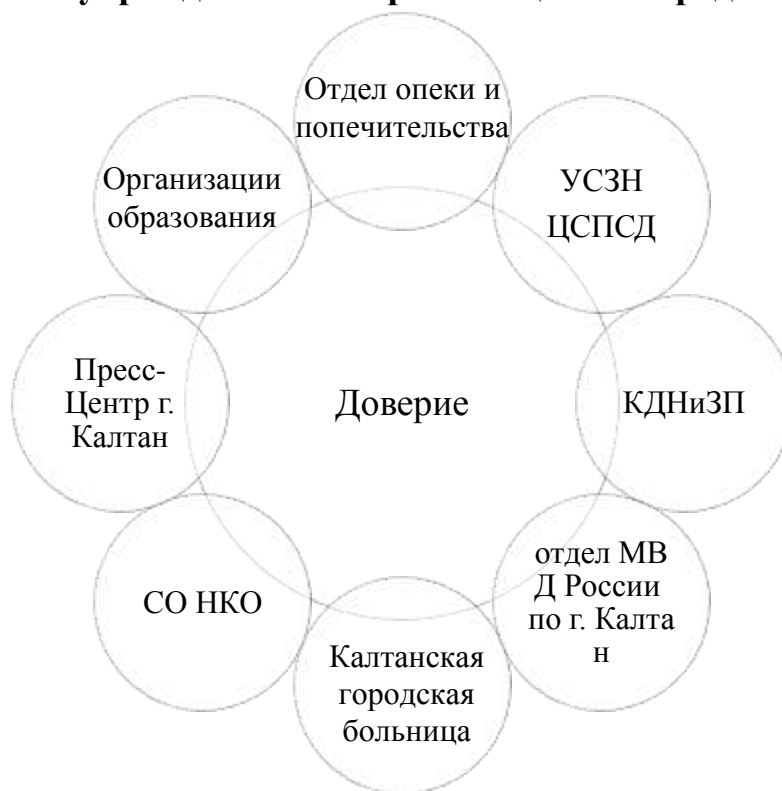 Отдел опеки и
попечительства
УСЗН
ЦСПСД
КДНиЗП
отдел МВ
Д России
по г. Калта
н
Калтанская
городская
больница
СО НКО
Пресс-
Центр г.
Калтан
Организации
образования
Доверие